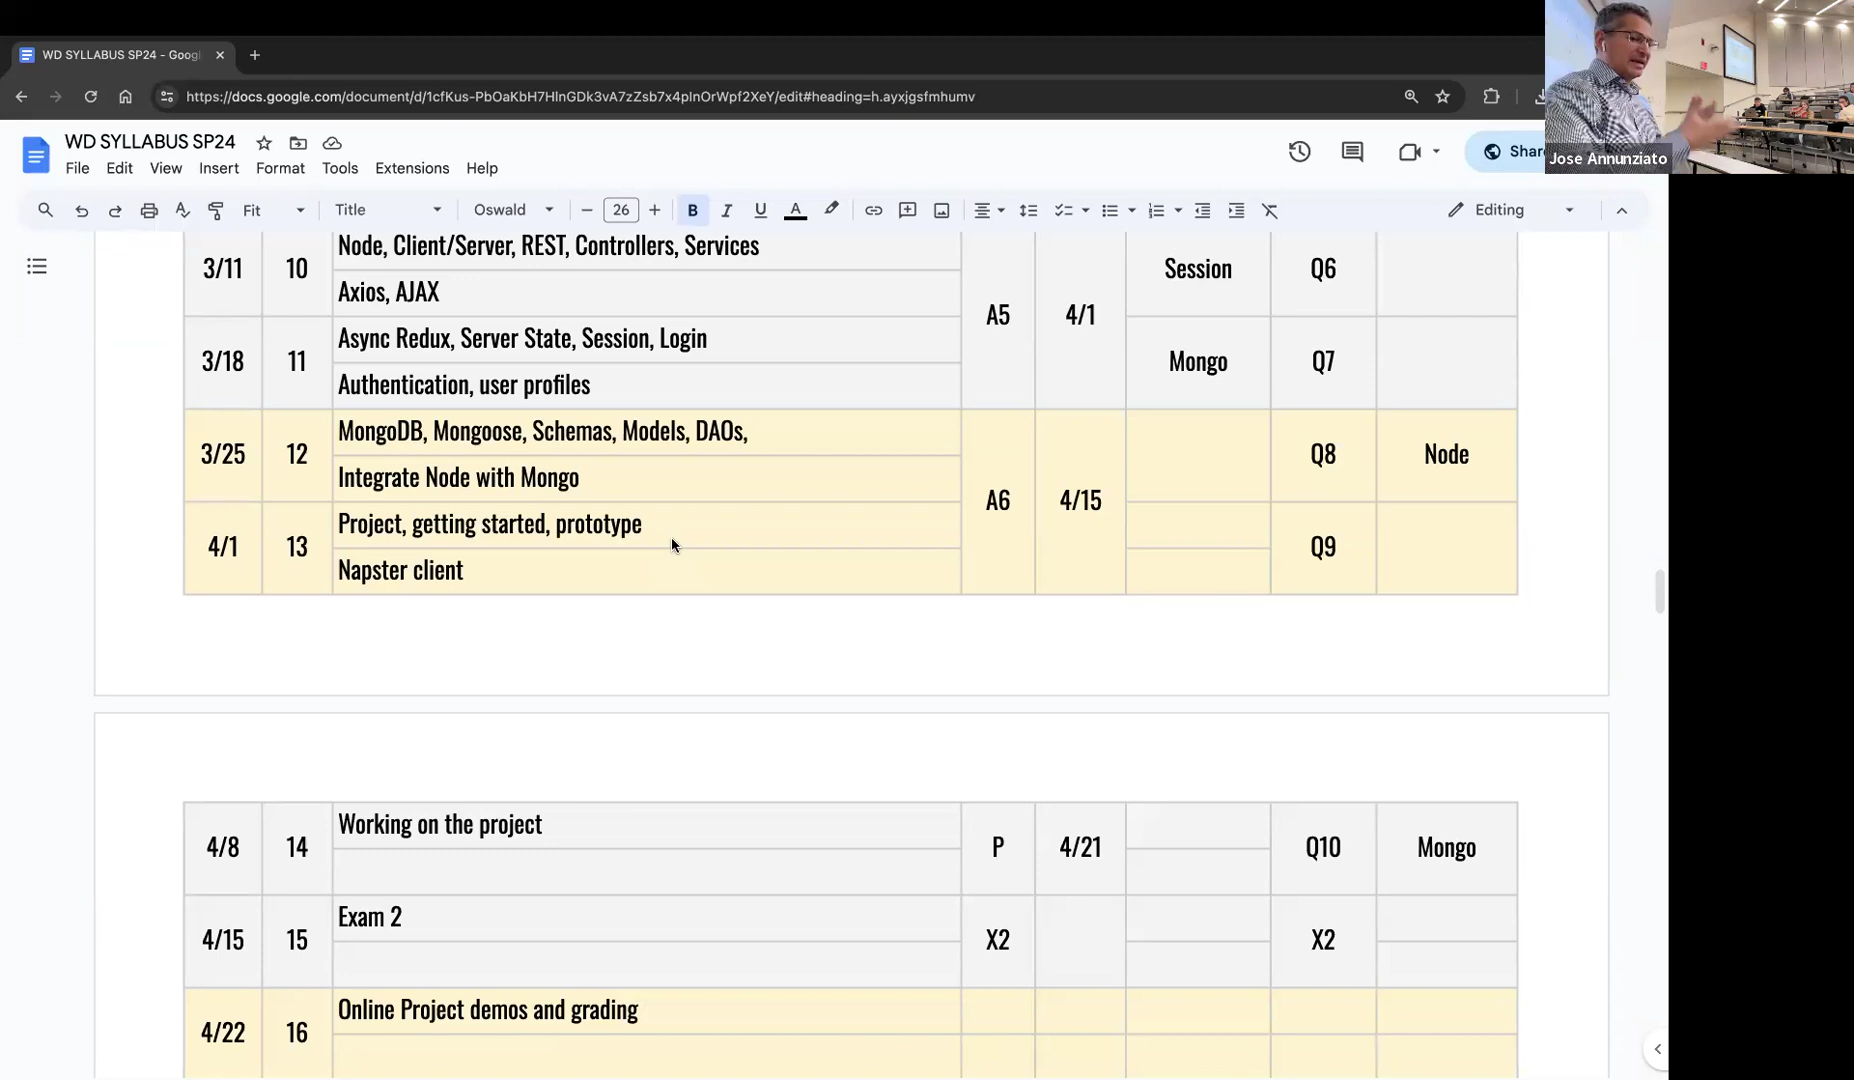 WD SYLLABUS SP24 - Goog
https://docs.google.com/document/d/1cfKus-PbOaKbH7HlnGDk3vA7zZsb7x4pInOrWpf2XeY/edit#heading=h.ayxjgsfmhumv
WD SYLLABUS SP24
File Edit View Insert Format Tools Extensions Help
Shar
Jose Annunziato
Fit Title Oswald 26 B I U A Editing
3/11 10 Node, Client/Server, REST, Controllers, Services Session Q6
Axios, AJAX
A5 4/1
3/18 11 Async Redux, Server State, Session, Login Mongo Q7
Authentication, user profiles
3/25 12 MongoDB, Mongoose, Schemas, Models, DAOs, Q8 Node
Integrate Node with Mongo
A6 4/15
4/1 13 Project, getting started, prototype Q9
Napster client
4/8 14 Working on the project P 4/21 Q10 Mongo
4/15 15 Exam 2 X2 X2
4/22 16 Online Project demos and grading